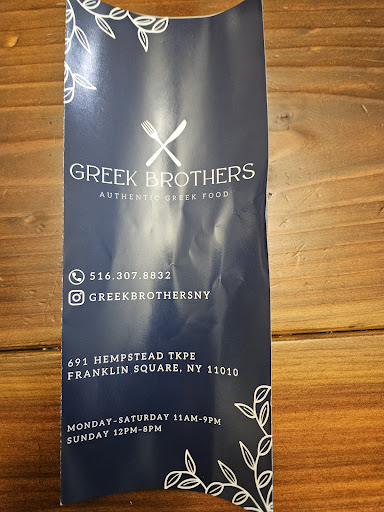 GREEK BROTHERS
AUTHENTIC GREEK FOOD
516.307.8832
GREEKBROTHERSNY
691 HEMPSTEAD TKPE
FRANKLIN SQUARE, NY 11010
MONDAY-SATURDAY 11AM-9PM
SUNDAY 12PM-8PM